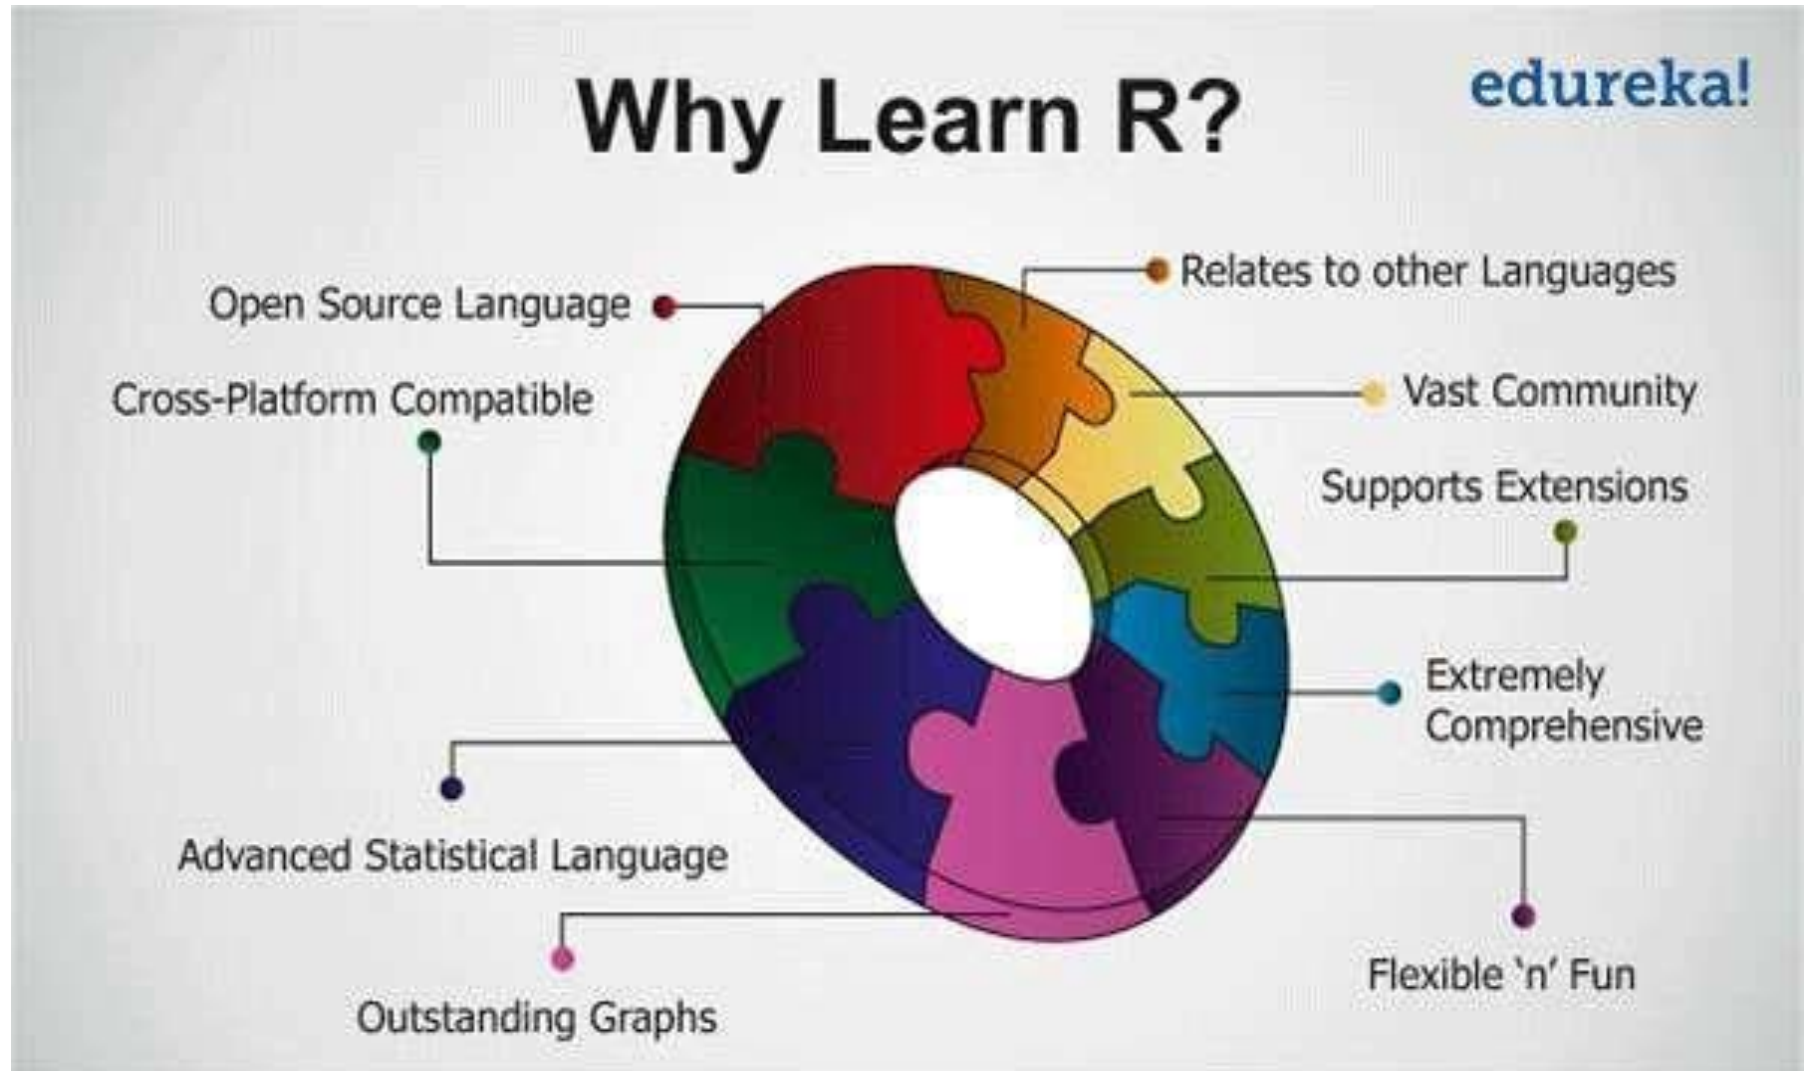 Why Learn R?
edureka!
Open Source Language
Relates to other Languages
Cross-Platform Compatible
Vast Community
Supports Extensions
Extremely
Comprehensive
Advanced Statistical Language
Flexible ‘n’ Fun
Outstanding Graphs